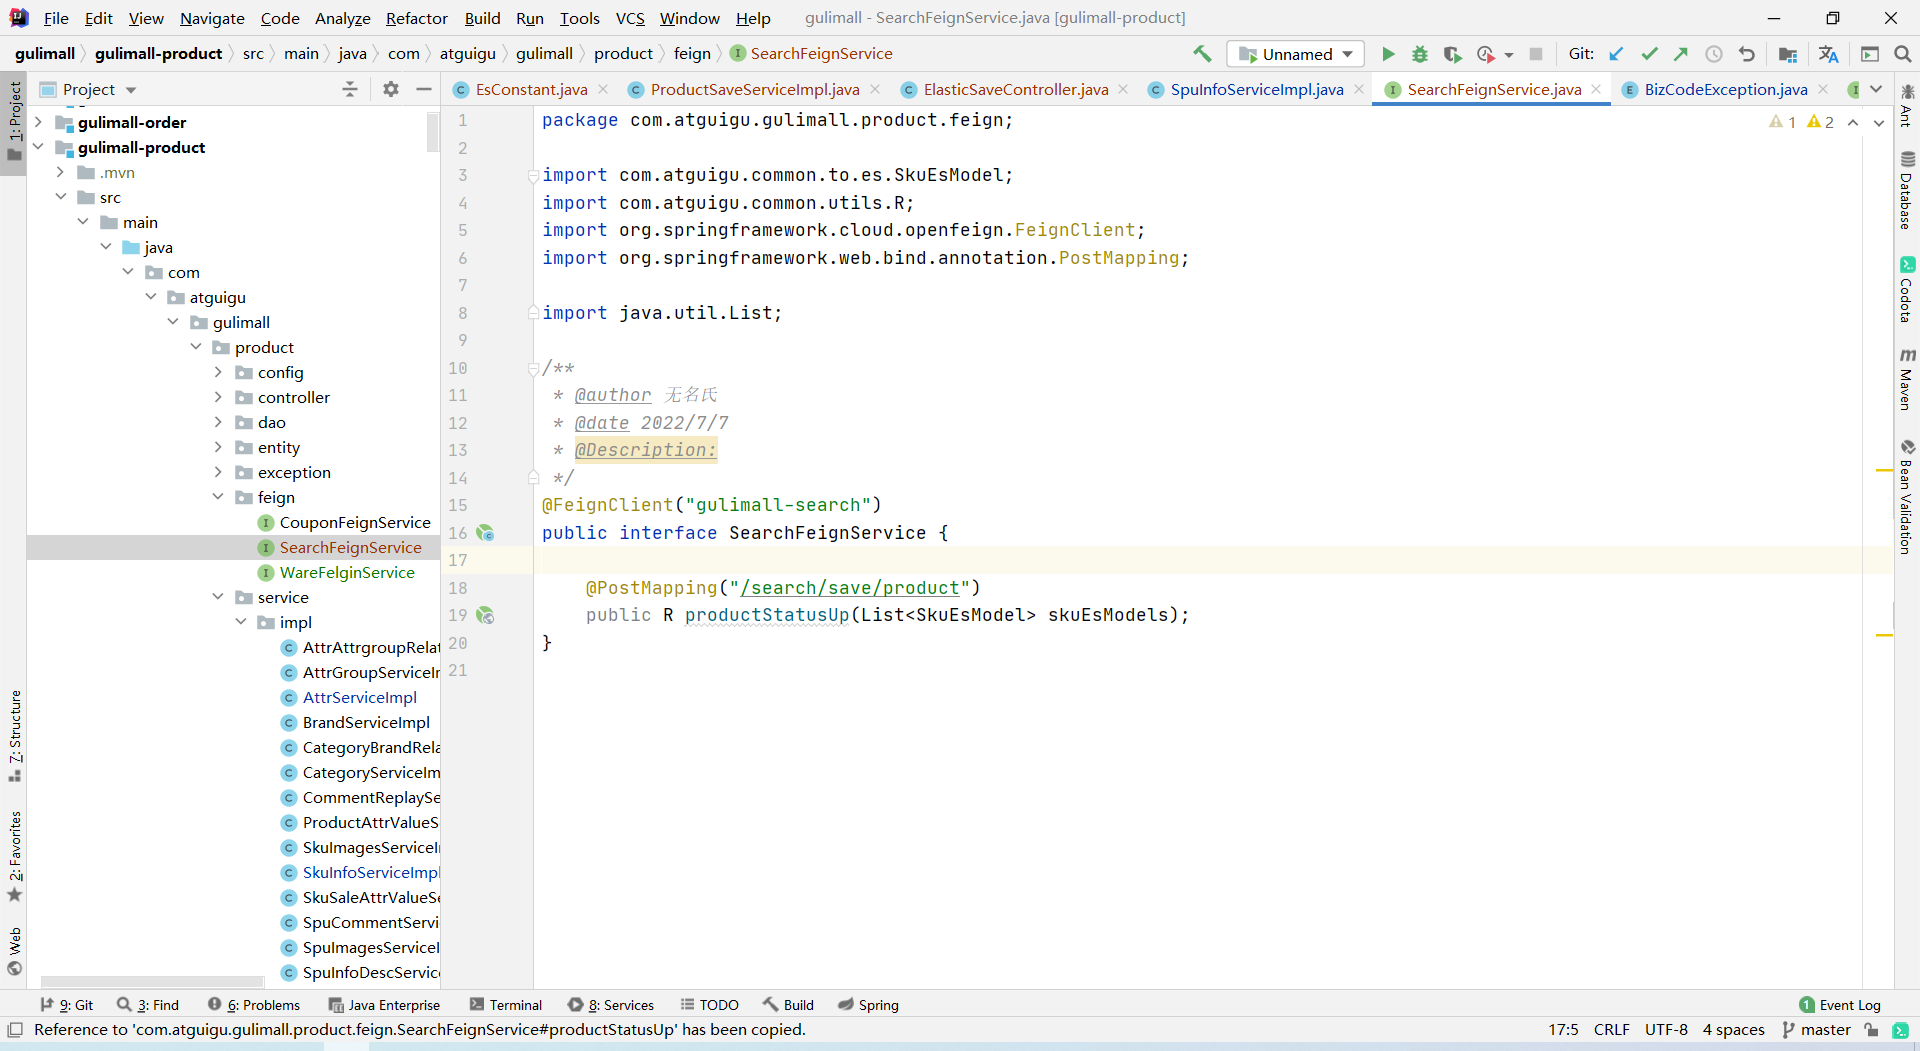 File Edit View Navigate Code Analyze Refactor Build Run Tools VCS Window Help gulimall - SearchFeignService.java [gulimall-product]
gulimall gulimall-product src main java com atguigu gulimall product feign SearchFeignService Unnamed Git:
Project
EsConstant.java ProductSaveServiceImpl.java ElasticSaveController.java SpuInfoServiceImpl.java SearchFeignService.java BizCodeException.java
1: Project
7: Structure
2: Favorites
Web
gulimall-order
gulimall-product
.mvn
src
main
java
com
atguigu
gulimall
product
config
controller
dao
entity
exception
feign
CouponFeignService
SearchFeignService
WareFelginService
service
impl
AttrAttrgroupRelat
AttrGroupServiceIr
AttrServiceImpl
BrandServiceImpl
CategoryBrandRela
CategoryServiceIm
CommentReplaySe
ProductAttrValueS
SkuImagesServiceI
SkuInfoServiceImpl
SkuSaleAttrValueSe
SpuCommentServi
SpuImagesServiceI
SpuInfoDescService
1 package com.atguigu.gulimall.product.feign;
2
3 import com.atguigu.common.to.es.SkuEsModel;
4 import com.atguigu.common.utils.R;
5 import org.springframework.cloud.openfeign.FeignClient;
6 import org.springframework.web.bind.annotation.PostMapping;
7
8 import java.util.List;
9
10 /**
11 * @author 无名氏
12 * @date 2022/7/7
13 * @Description:
14 */
15 @FeignClient("gulimall-search")
16 public interface SearchFeignService {
17
18 @PostMapping("/search/save/product")
19 public R productStatusUp(List<SkuEsModel> skuEsModels);
20 }
21
1 2
Ant
Database
Codota
Maven
Bean Validation
9: Git 3: Find 6: Problems Java Enterprise Terminal 8: Services TODO Build Spring 1 Event Log
Reference to 'com.atguigu.gulimall.product.feign.SearchFeignService#productStatusUp' has been copied. 17:5 CRLF UTF-8 4 spaces master